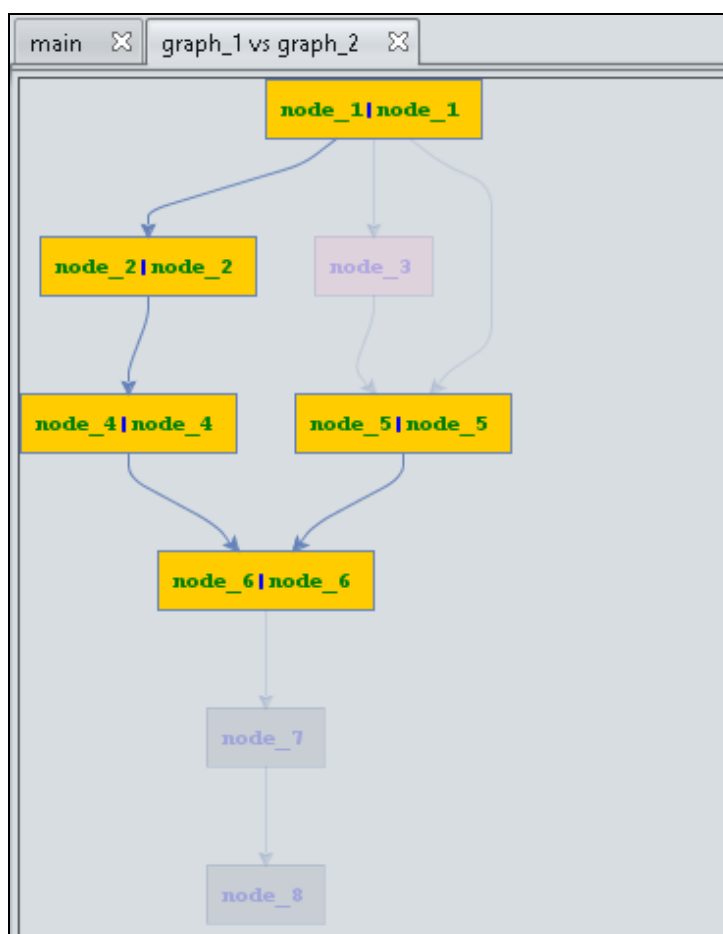 main graph_1 vs graph_2
node_1|node_1
node_2|node_2 node_3
node_4|node_4 node_5|node_5
node_6|node_6
node_7
node_8